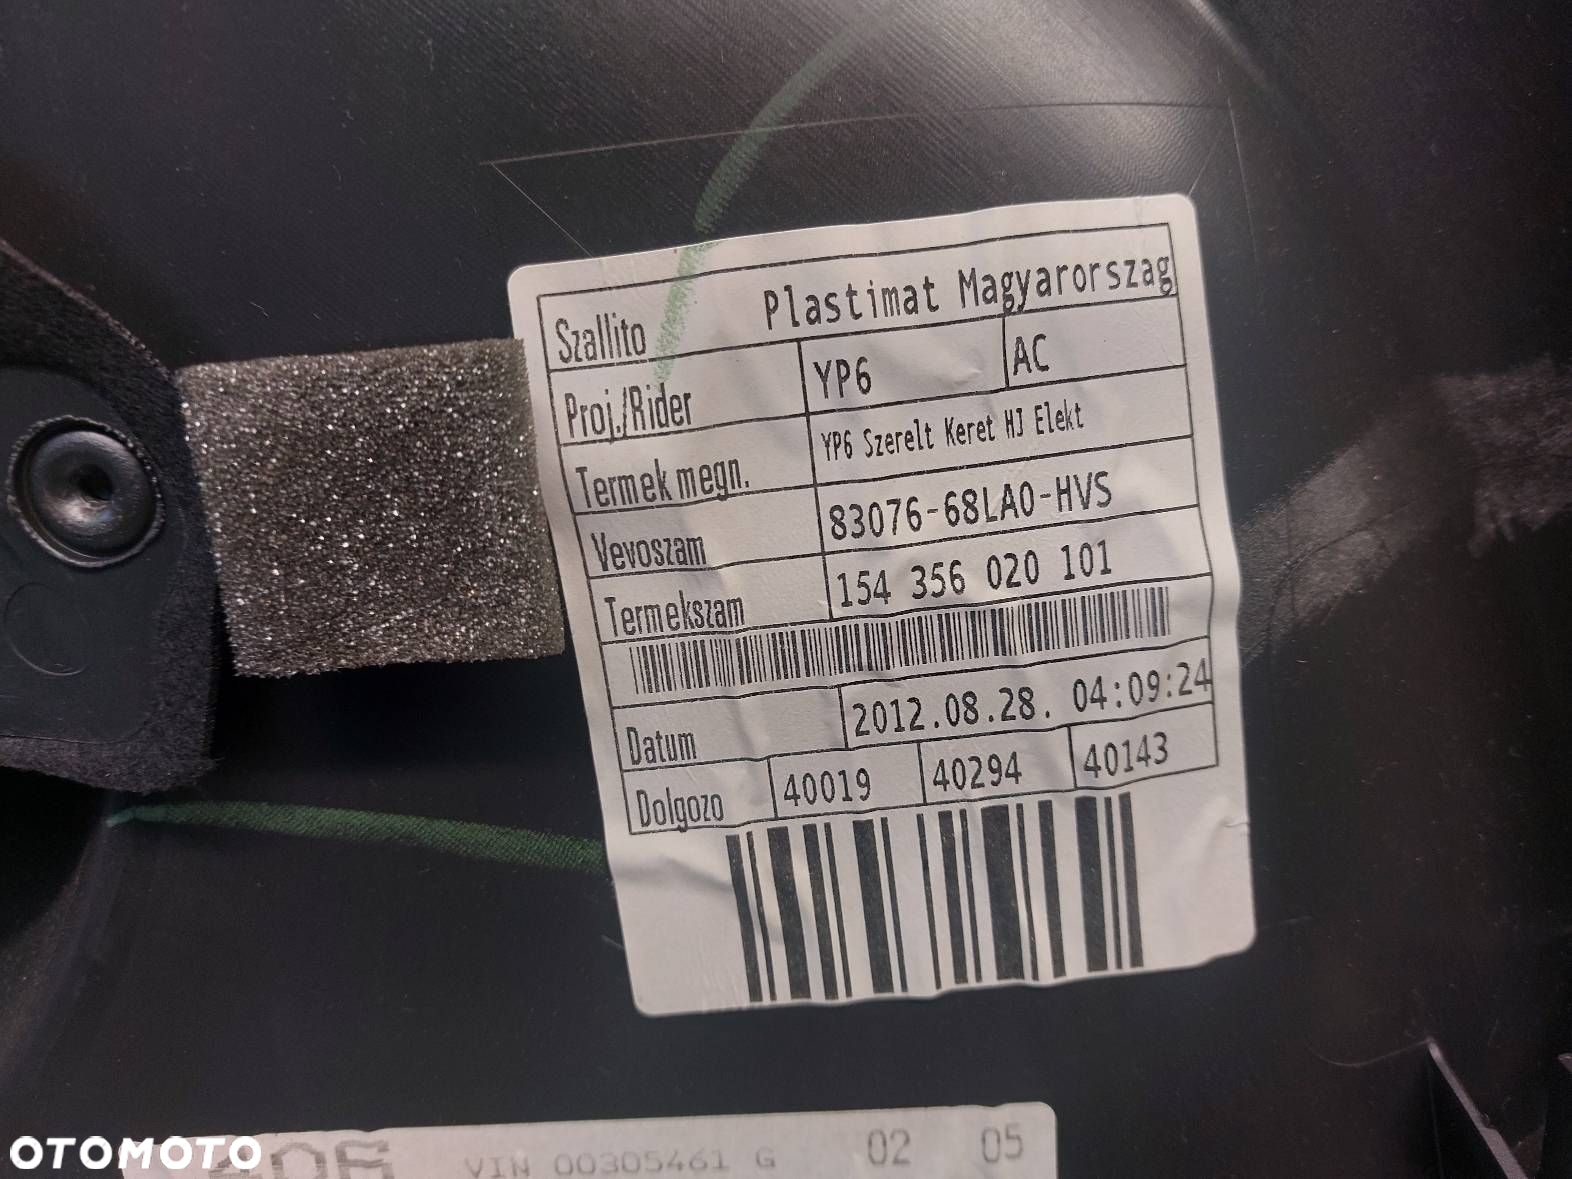 Szallito Plastimat Magyarorszag
Proj./Rider YP6 AC
Termek megn. YP6 Szerelt Keret HJ Elekt
Vevoszam 83076-68LA0-HVS
Termekszam 154 356 020 101
Datum 2012.08.28. 04:09:24
Dolgozo 40019 40294 40143
VIN 00305461 G 02 05
OTOMOTO